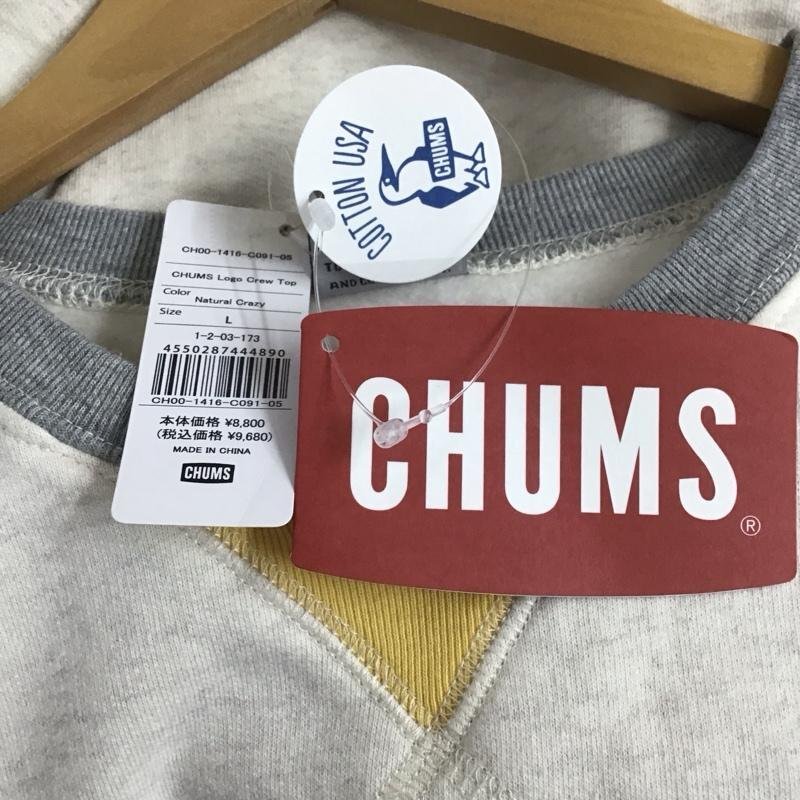 COTTON USA
CHUMS
CH00-1416-C091-05
CHUMS Logo Crew Top
Color
Natural Crazy
Size
L
1-2-03-173
4550287444890
CH00-1416-C091-05
本体価格 ¥8,800
(税込価格 ¥9,680)
MADE IN CHINA
CHUMS
AND
CHUMS
®